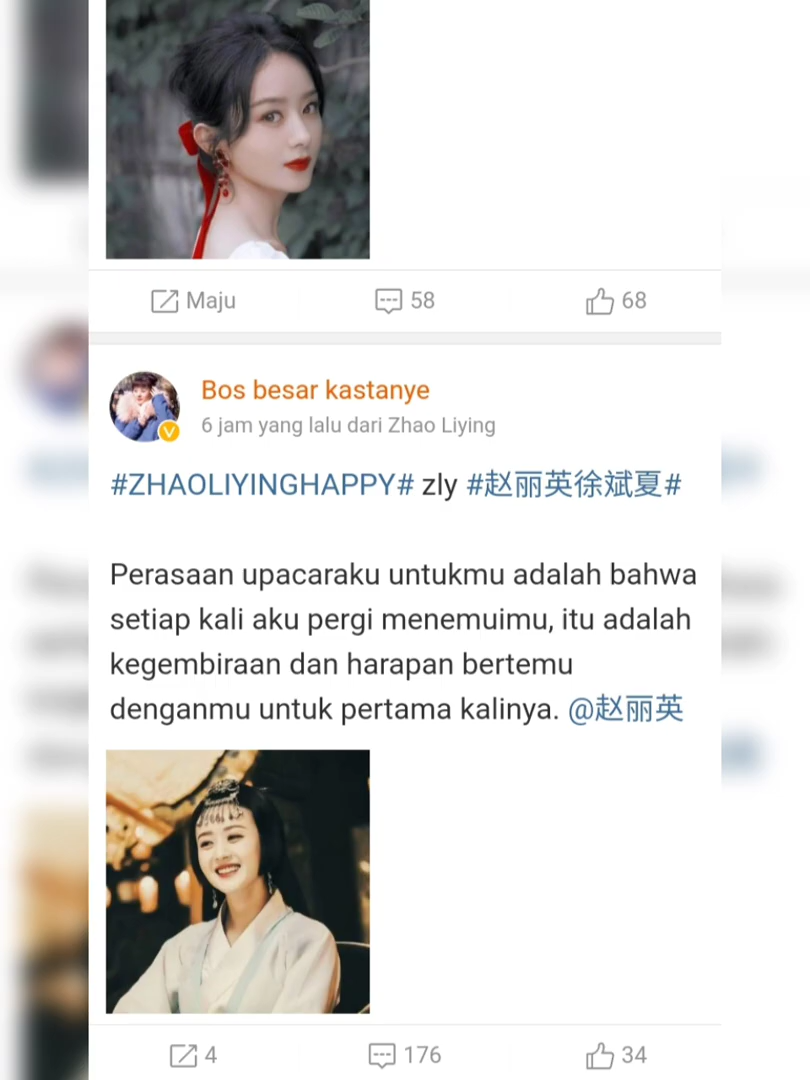 Maju 58 68
Bos besar kastanye
6 jam yang lalu dari Zhao Liying
#ZHAOLIYINGHAPPY# zly #赵丽英徐斌夏#
Perasaan upacaraku untukmu adalah bahwa
setiap kali aku pergi menemuimu, itu adalah
kegembiraan dan harapan bertemu
denganmu untuk pertama kalinya. @赵丽英
4 176 34